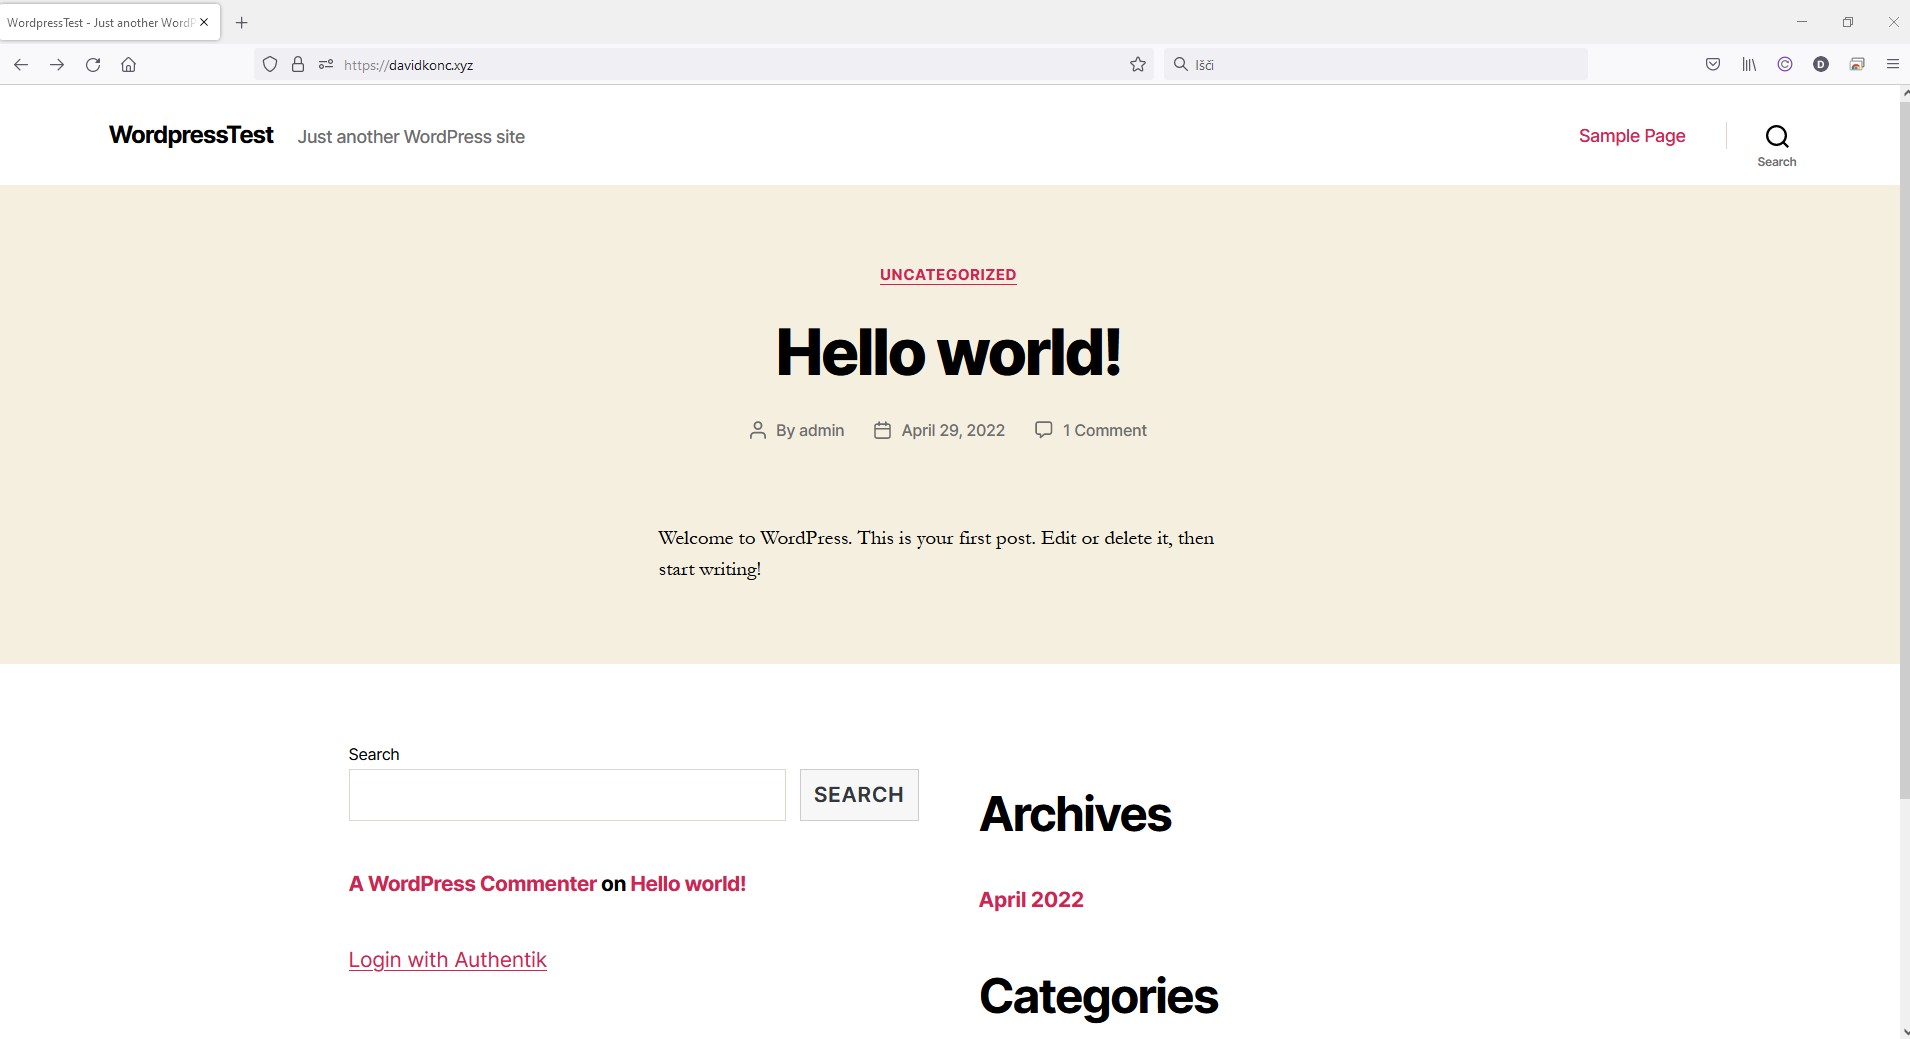 WordpressTest - Just another WordP
https://davidkonc.xyz
Išči
WordpressTest
Just another WordPress site
Sample Page
Search
UNCATEGORIZED
Hello world!
By admin
April 29, 2022
1 Comment
Welcome to WordPress. This is your first post. Edit or delete it, then
start writing!
Search
SEARCH
A WordPress Commenter on Hello world!
Login with Authentik
Archives
April 2022
Categories